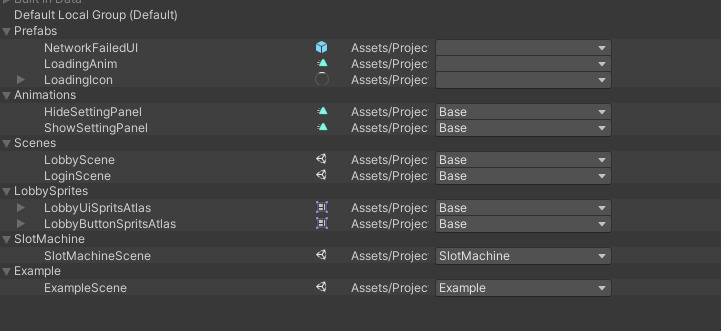 Built In Data
Default Local Group (Default)
Prefabs
NetworkFailedUI Assets/Projec
LoadingAnim Assets/Projec
LoadingIcon Assets/Projec
Animations
HideSettingPanel Assets/Projec Base
ShowSettingPanel Assets/Projec Base
Scenes
LobbyScene Assets/Projec Base
LoginScene Assets/Projec Base
LobbySprites
LobbyUiSpritsAtlas Assets/Projec Base
LobbyButtonSpritsAtlas Assets/Projec Base
SlotMachine
SlotMachineScene Assets/Projec SlotMachine
Example
ExampleScene Assets/Projec Example